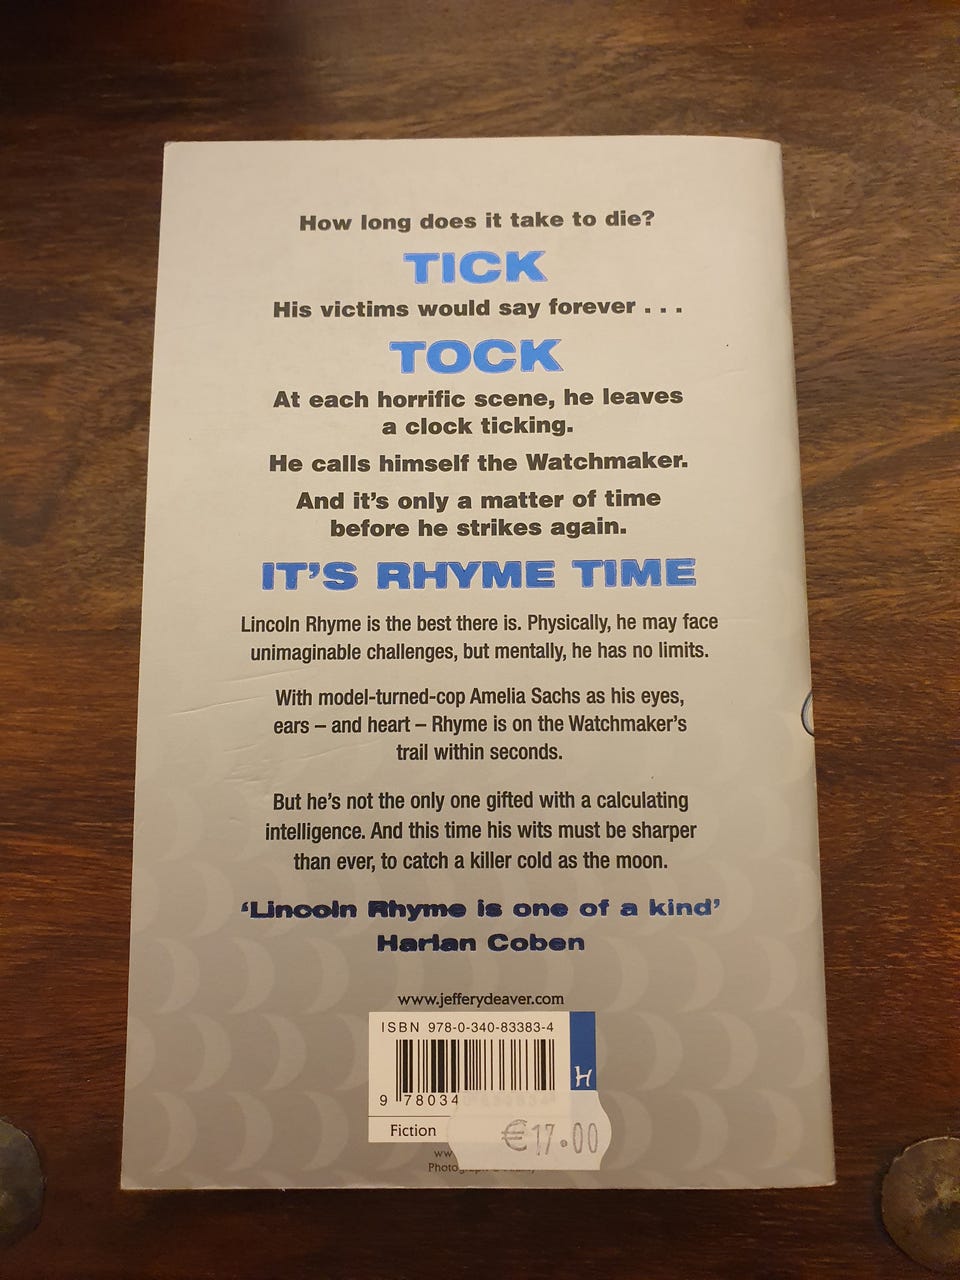 How long does it take to die?
TICK
His victims would say forever . . .
TOCK
At each horrific scene, he leaves
a clock ticking.
He calls himself the Watchmaker.
And it’s only a matter of time
before he strikes again.
IT’S RHYME TIME
Lincoln Rhyme is the best there is. Physically, he may face
unimaginable challenges, but mentally, he has no limits.
With model-turned-cop Amelia Sachs as his eyes,
ears – and heart – Rhyme is on the Watchmaker’s
trail within seconds.
But he’s not the only one gifted with a calculating
intelligence. And this time his wits must be sharper
than ever, to catch a killer cold as the moon.
‘Lincoln Rhyme is one of a kind’
Harlan Coben
www.jefferydeaver.com
ISBN 978-0-340-83383-4
H
9 78034
Fiction
€17.00